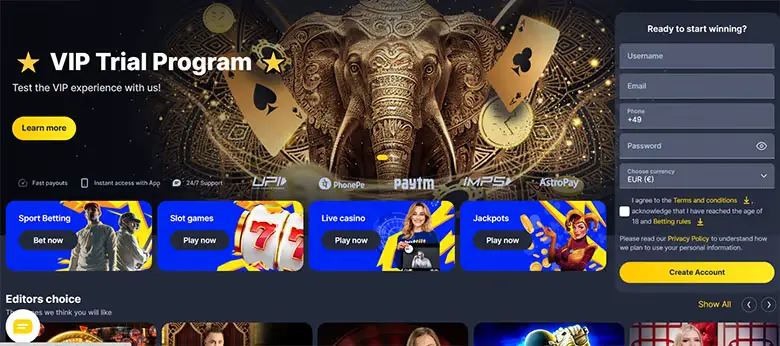 VIP Trial Program
Test the VIP experience with us!
Learn more
Fast payouts
Instant access with App
24/7 Support
UPI
PhonePe
Paytm
IMPS
AstroPay
Sport Betting
Bet now
Slot games
Play now
Live casino
Play now
Jackpots
Play now
Editors choice
Show All
you will like
Ready to start winning?
Username
Email
Phone
+49
Password
Choose currency
EUR (€)
I agree to the Terms and conditions ,
acknowledge that I have reached the age of
18 and Betting rules
Please read our Privacy Policy to understand how
we plan to use your personal information.
Create Account